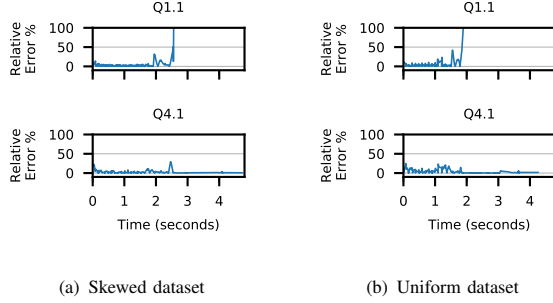 Q1.1
Relative
Error %
100
50
0
Q4.1
Relative
Error %
100
50
0
0 1 2 3 4
Time (seconds)
(a) Skewed dataset
Q1.1
Relative
Error %
100
50
0
Q4.1
Relative
Error %
100
50
0
0 1 2 3 4
Time (seconds)
(b) Uniform dataset